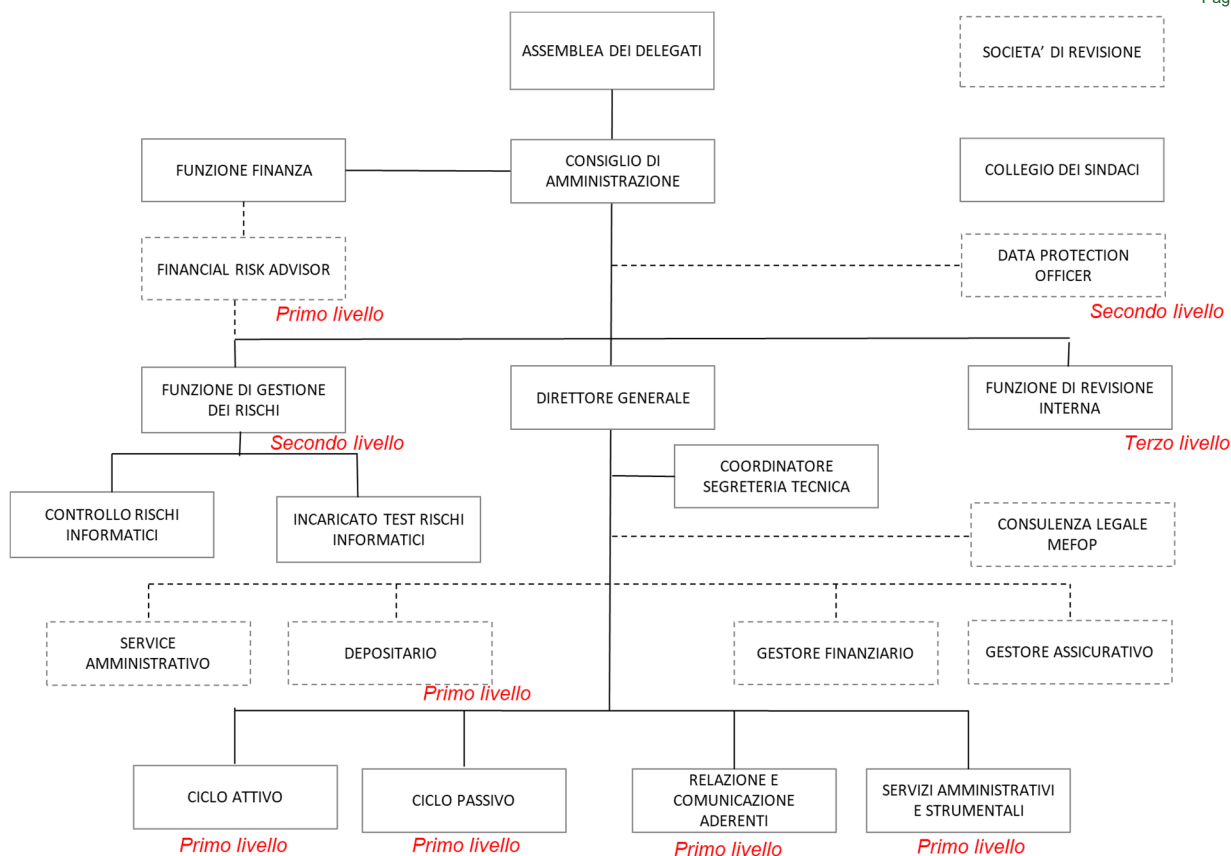 Pag
ASSEMBLEA DEI DELEGATI
SOCIETA' DI REVISIONE
FUNZIONE FINANZA
CONSIGLIO DI
AMMINISTRAZIONE
COLLEGIO DEI SINDACI
FINANCIAL RISK ADVISOR
Primo livello
DATA PROTECTION
OFFICER
Secondo livello
FUNZIONE DI GESTIONE
DEI RISCHI
Secondo livello
DIRETTORE GENERALE
FUNZIONE DI REVISIONE
INTERNA
Terzo livello
COORDINATORE
SEGRETERIA TECNICA
CONTROLLO RISCHI
INFORMATICI
INCARICATO TEST RISCHI
INFORMATICI
CONSULENZA LEGALE
MEFOP
SERVICE
AMMINISTRATIVO
DEPOSITARIO
Primo livello
GESTORE FINANZIARIO
GESTORE ASSICURATIVO
CICLO ATTIVO
Primo livello
CICLO PASSIVO
Primo livello
RELAZIONE E
COMUNICAZIONE
ADERENTI
Primo livello
SERVIZI AMMINISTRATIVI
E STRUMENTALI
Primo livello